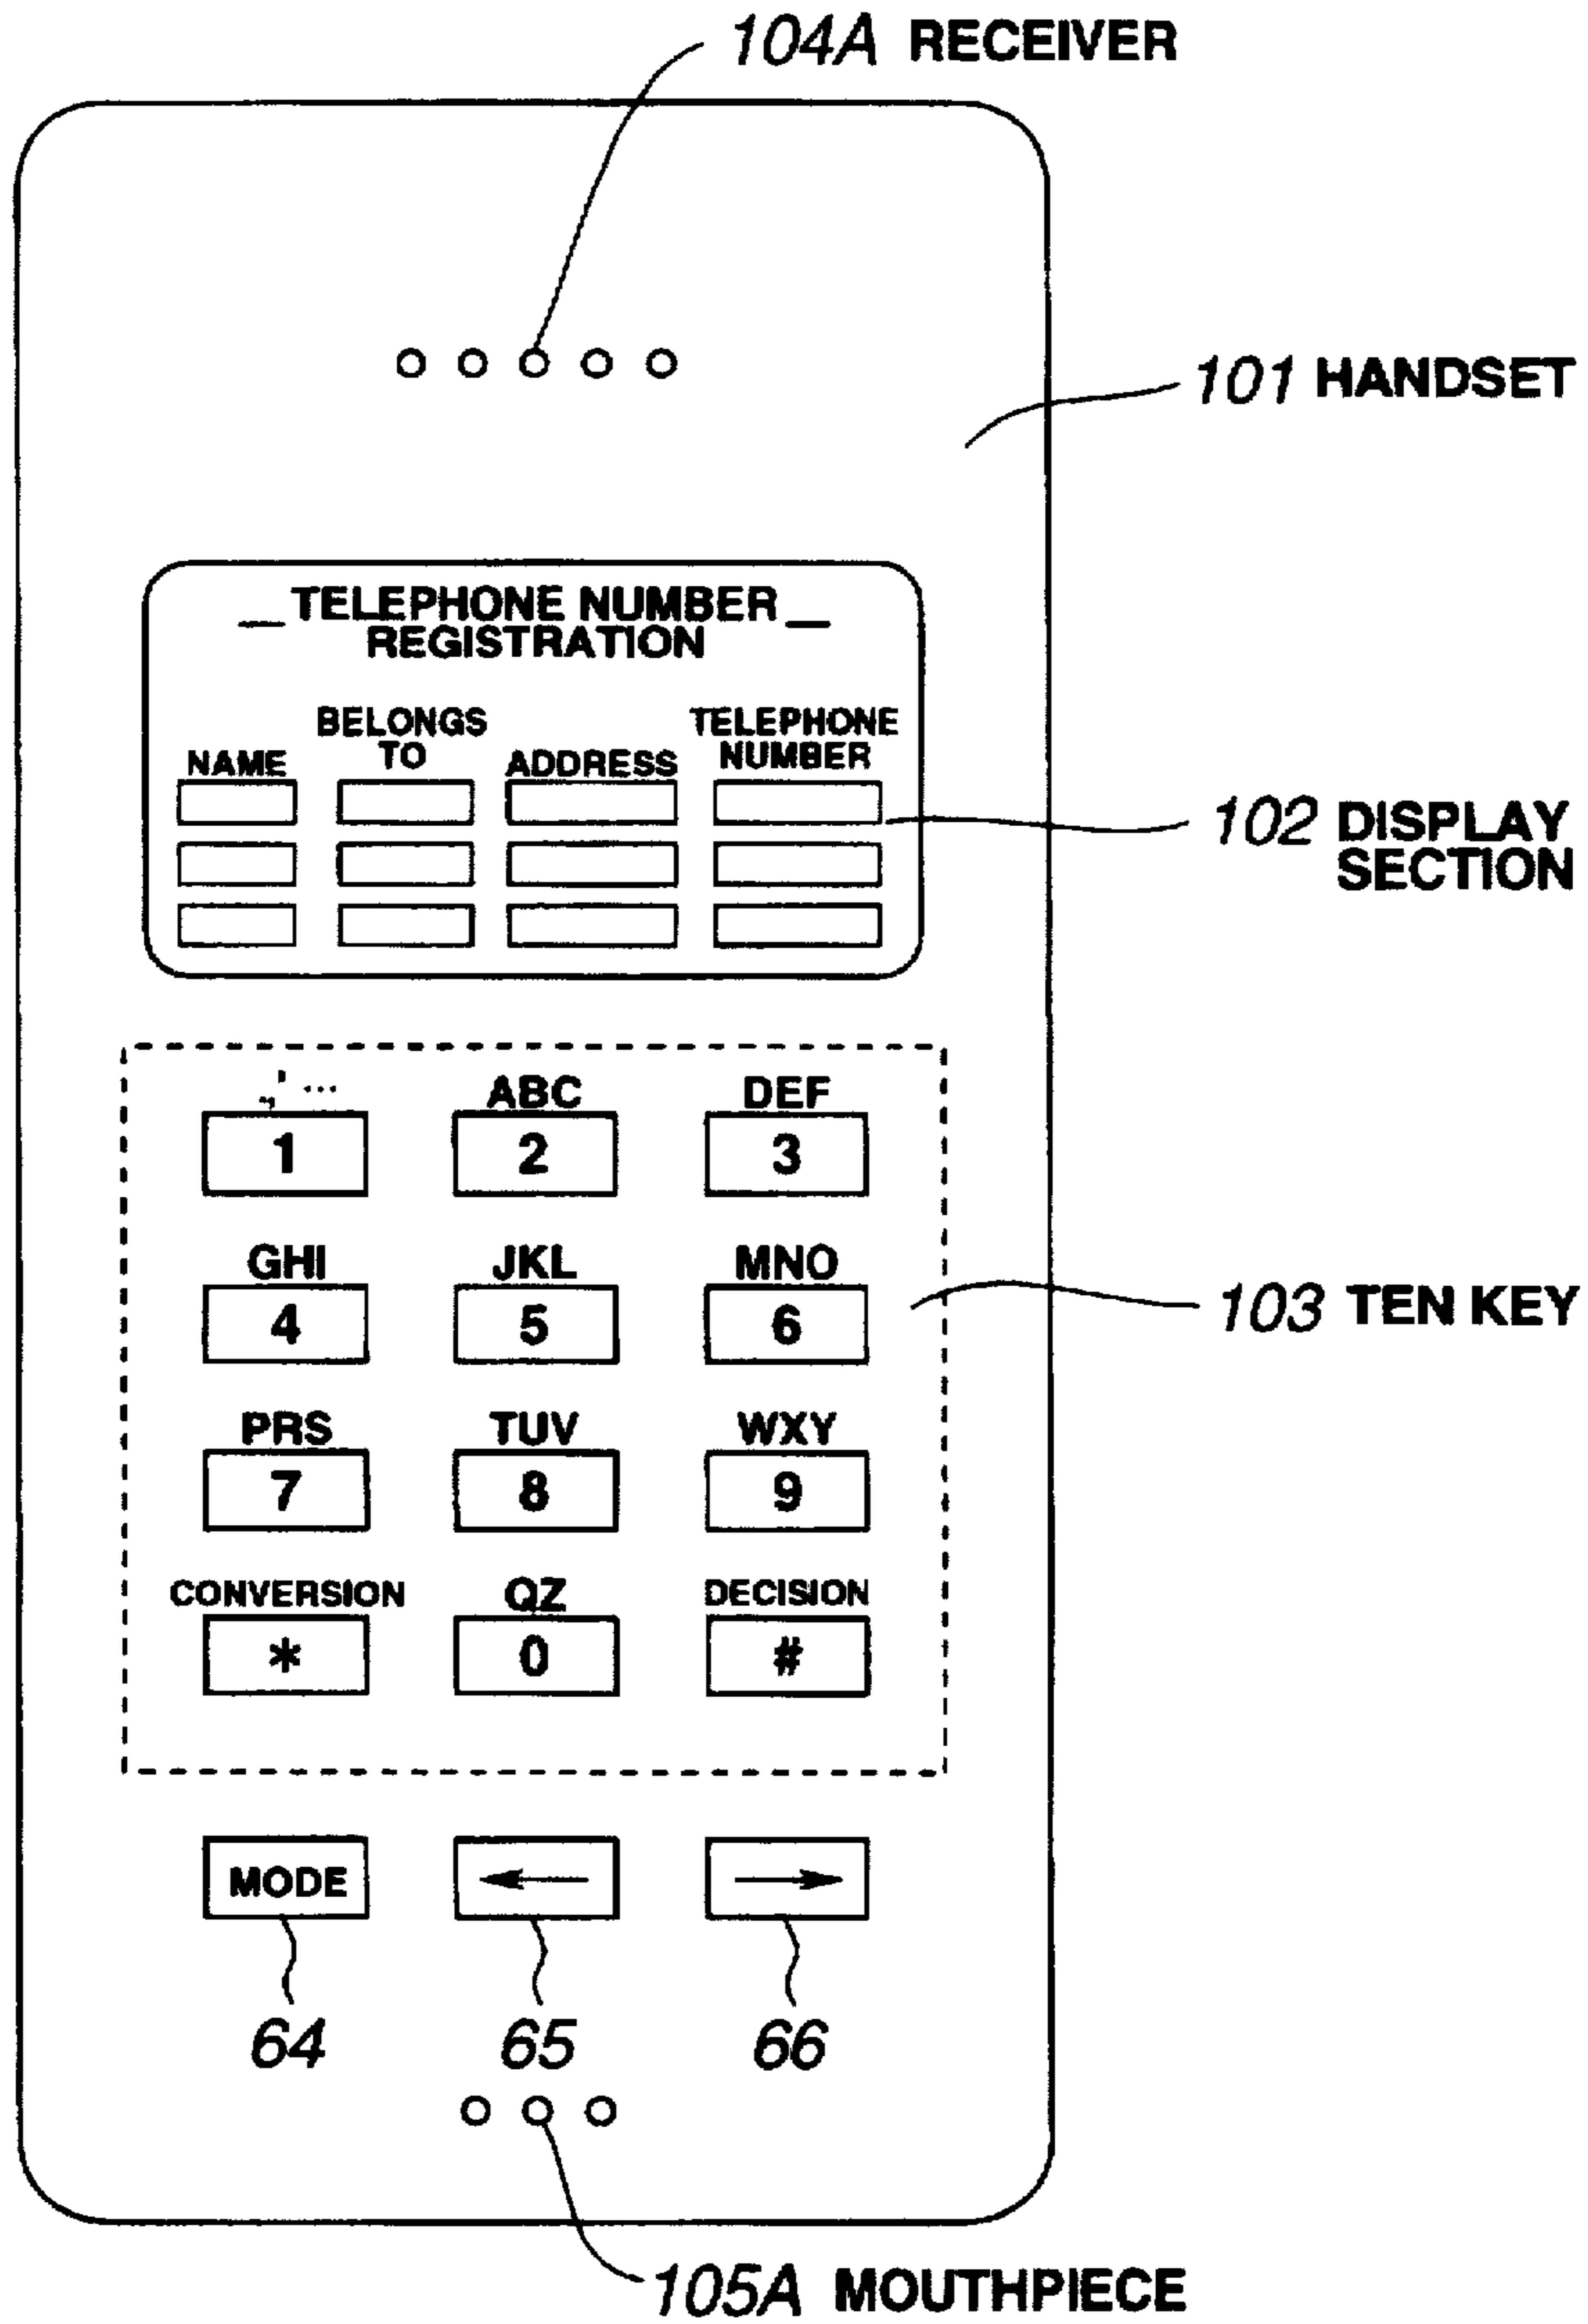 104A RECEIVER
101 HANDSET
TELEPHONE NUMBER
REGISTRATION
NAME BELONGS TO ADDRESS TELEPHONE NUMBER
102 DISPLAY
SECTION
ABC DEF
1 2 3
GHI JKL MNO
4 5 6
103 TEN KEY
PRS TUV WXY
7 8 9
CONVERSION QZ DECISION
* 0 #
MODE ← →
64 65 66
105A MOUTHPIECE